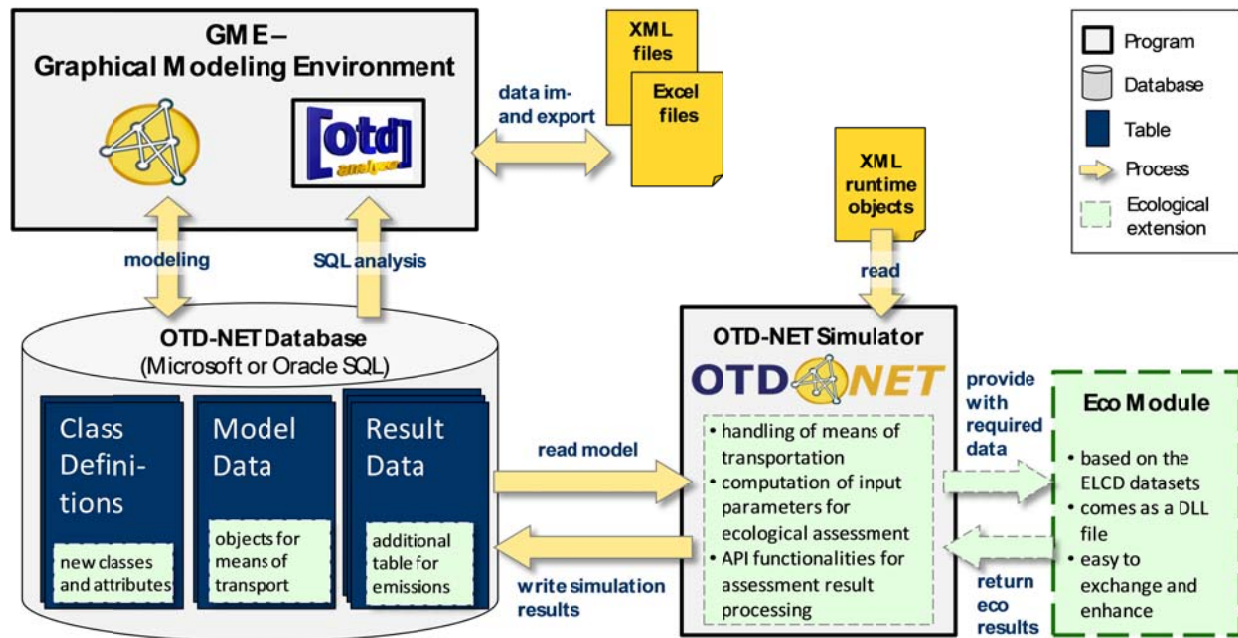 GME–
Graphical Modeling Environment
[otd]
analyzer
data im-
and export
XML
files
Excel
files
XML
runtime
objects
Program
Database
Table
Process
Ecological
extension
modeling
SQL analysis
read
OTD-NET Database
(Microsoft or Oracle SQL)
Class
Defini-
tions
new classes
and attributes
Model
Data
objects for
means of
transport
Result
Data
additional
table for
emissions
read model
write simulation
results
OTD-NET Simulator
OTD NET
• handling of means of
transportation
• computation of input
parameters for
ecological assessment
• API functionalities for
assessment result
processing
provide
with
required
data
return
eco
results
Eco Module
• based on the
ELCD datasets
• comes as a DLL
file
• easy to
exchange and
enhance